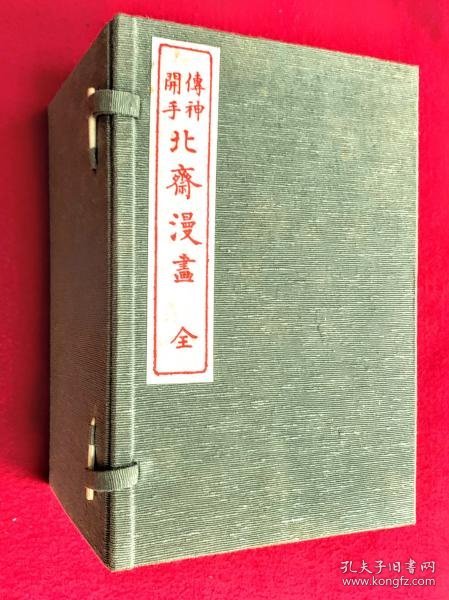 傳神
開手
北齋漫畫 全
孔夫子旧书网
www.kongfz.com